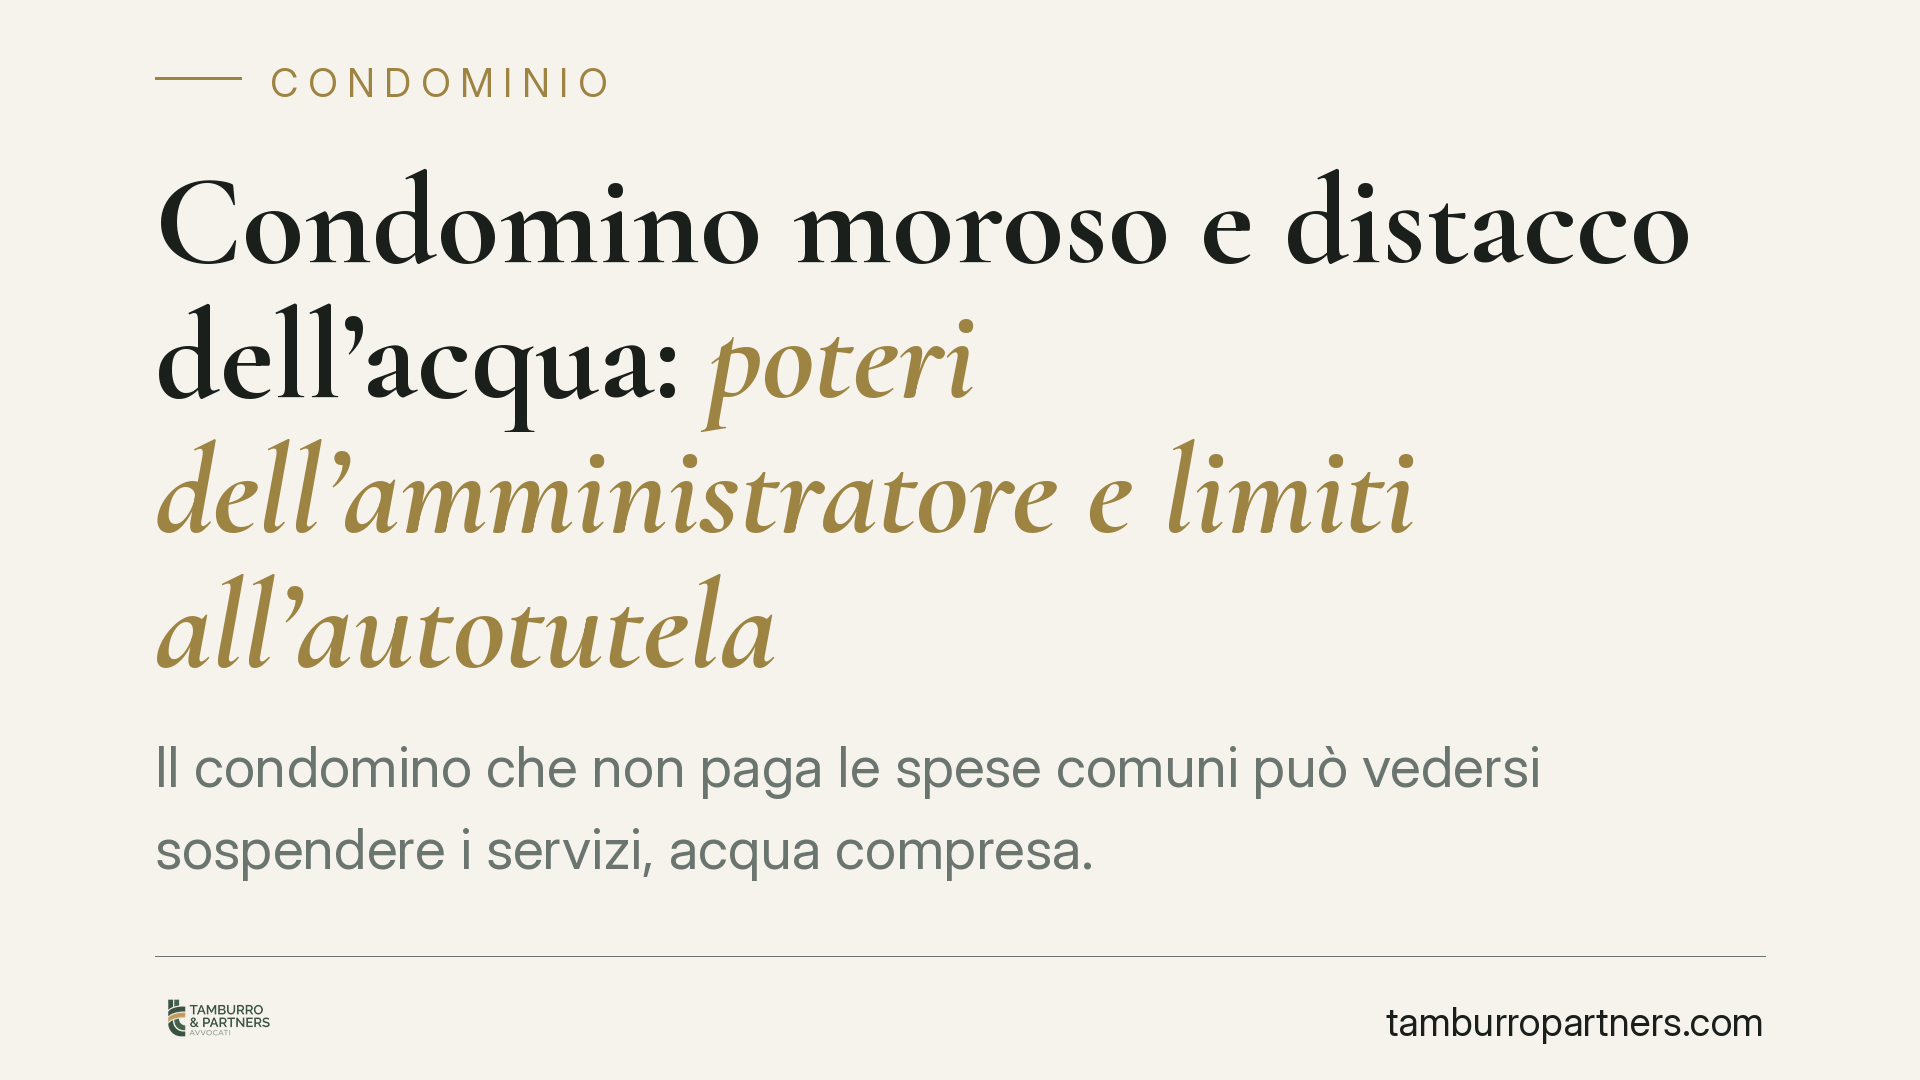 CONDOMINIO
Condomino moroso e distacco
dell’acqua: poteri
dell’amministratore e limiti
all’autotutela
Il condomino che non paga le spese comuni può vedersi
sospendere i servizi, acqua compresa.
TAMBURRO
& PARTNERS
AVVOCATI
tamburropartners.com